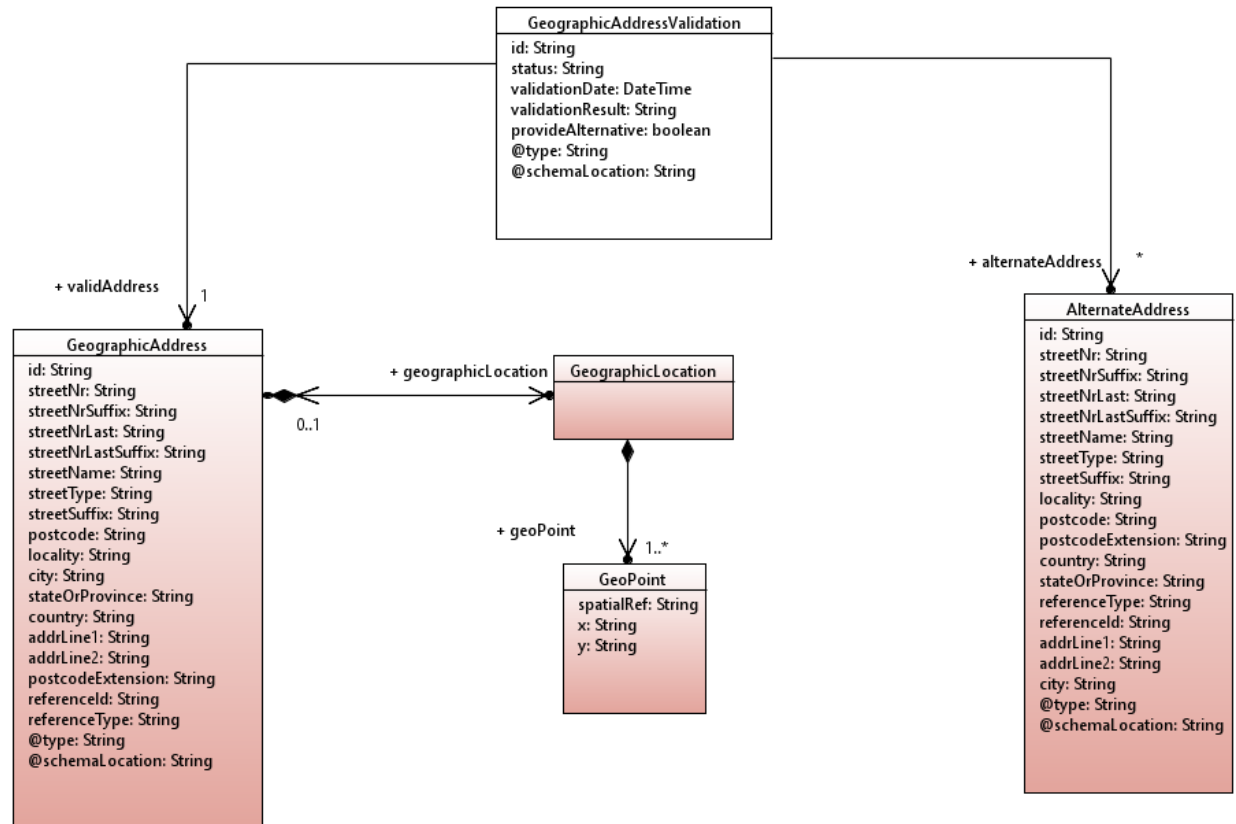 GeographicAddressValidation
id: String
status: String
validationDate: DateTime
validationResult: String
provideAlternative: boolean
@type: String
@schemaLocation: String
+ validAddress
1
+ alternateAddress
*
GeographicAddress
id: String
streetNr: String
streetNrSuffix: String
streetNrLast: String
streetNrLastSuffix: String
streetName: String
streetType: String
streetSuffix: String
postcode: String
locality: String
city: String
stateOrProvince: String
country: String
addrLine1: String
addrLine2: String
postcodeExtension: String
referenceId: String
referenceType: String
@type: String
@schemaLocation: String
+ geographicLocation
0..1
GeographicLocation
+ geoPoint
1..*
GeoPoint
spatialRef: String
x: String
y: String
AlternateAddress
id: String
streetNr: String
streetNrSuffix: String
streetNrLast: String
streetNrLastSuffix: String
streetName: String
streetType: String
streetSuffix: String
locality: String
postcode: String
postcodeExtension: String
country: String
stateOrProvince: String
referenceType: String
referenceId: String
addrLine1: String
addrLine2: String
city: String
@type: String
@schemaLocation: String